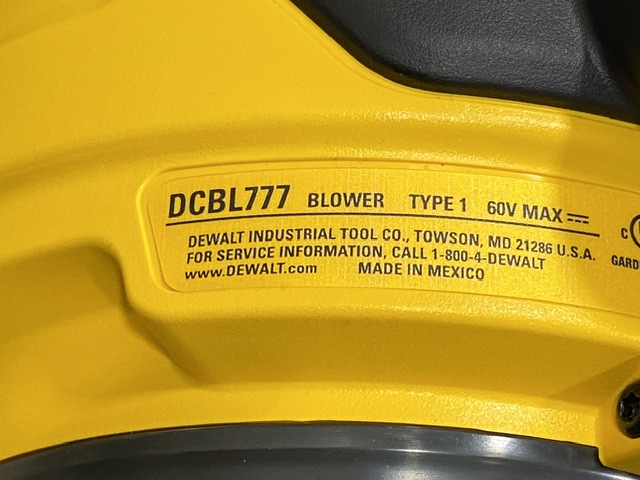 DCBL777 BLOWER TYPE 1 60V MAX ⎓
DEWALT INDUSTRIAL TOOL CO., TOWSON, MD 21286 U.S.A.
FOR SERVICE INFORMATION, CALL 1-800-4-DEWALT
www.DEWALT.com MADE IN MEXICO
C
GARD